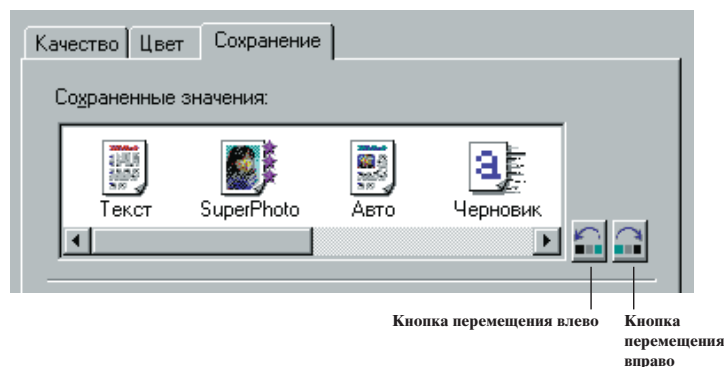 Качество Цвет Сохранение
Сохраненные значения:
Текст SuperPhoto Авто Черновик
Кнопка перемещения влево
Кнопка
перемещения
вправо